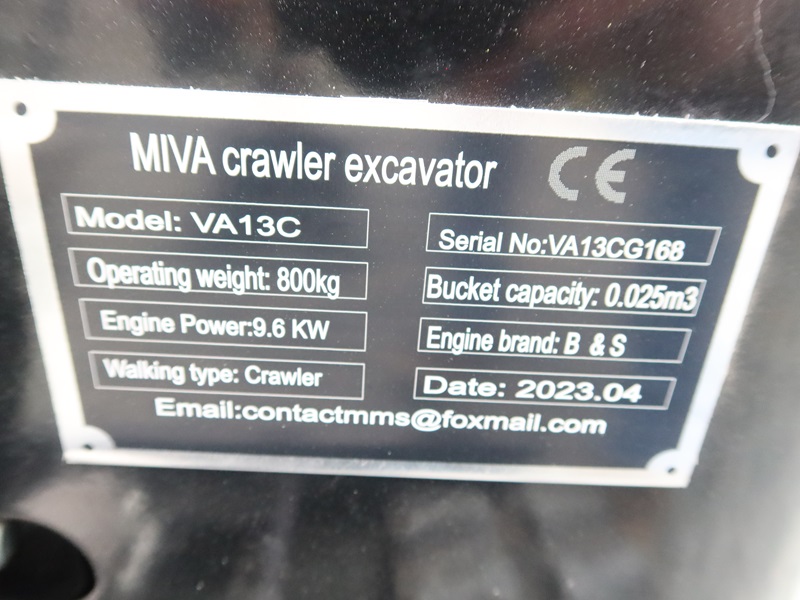 MIVA crawler excavator CE
Model: VA13C
Serial No:VA13CG168
Operating weight: 800kg
Bucket capacity: 0.025m3
Engine Power:9.6 KW
Engine brand: B & S
Walking type: Crawler
Date: 2023.04
Email:contactmms@foxmail.com